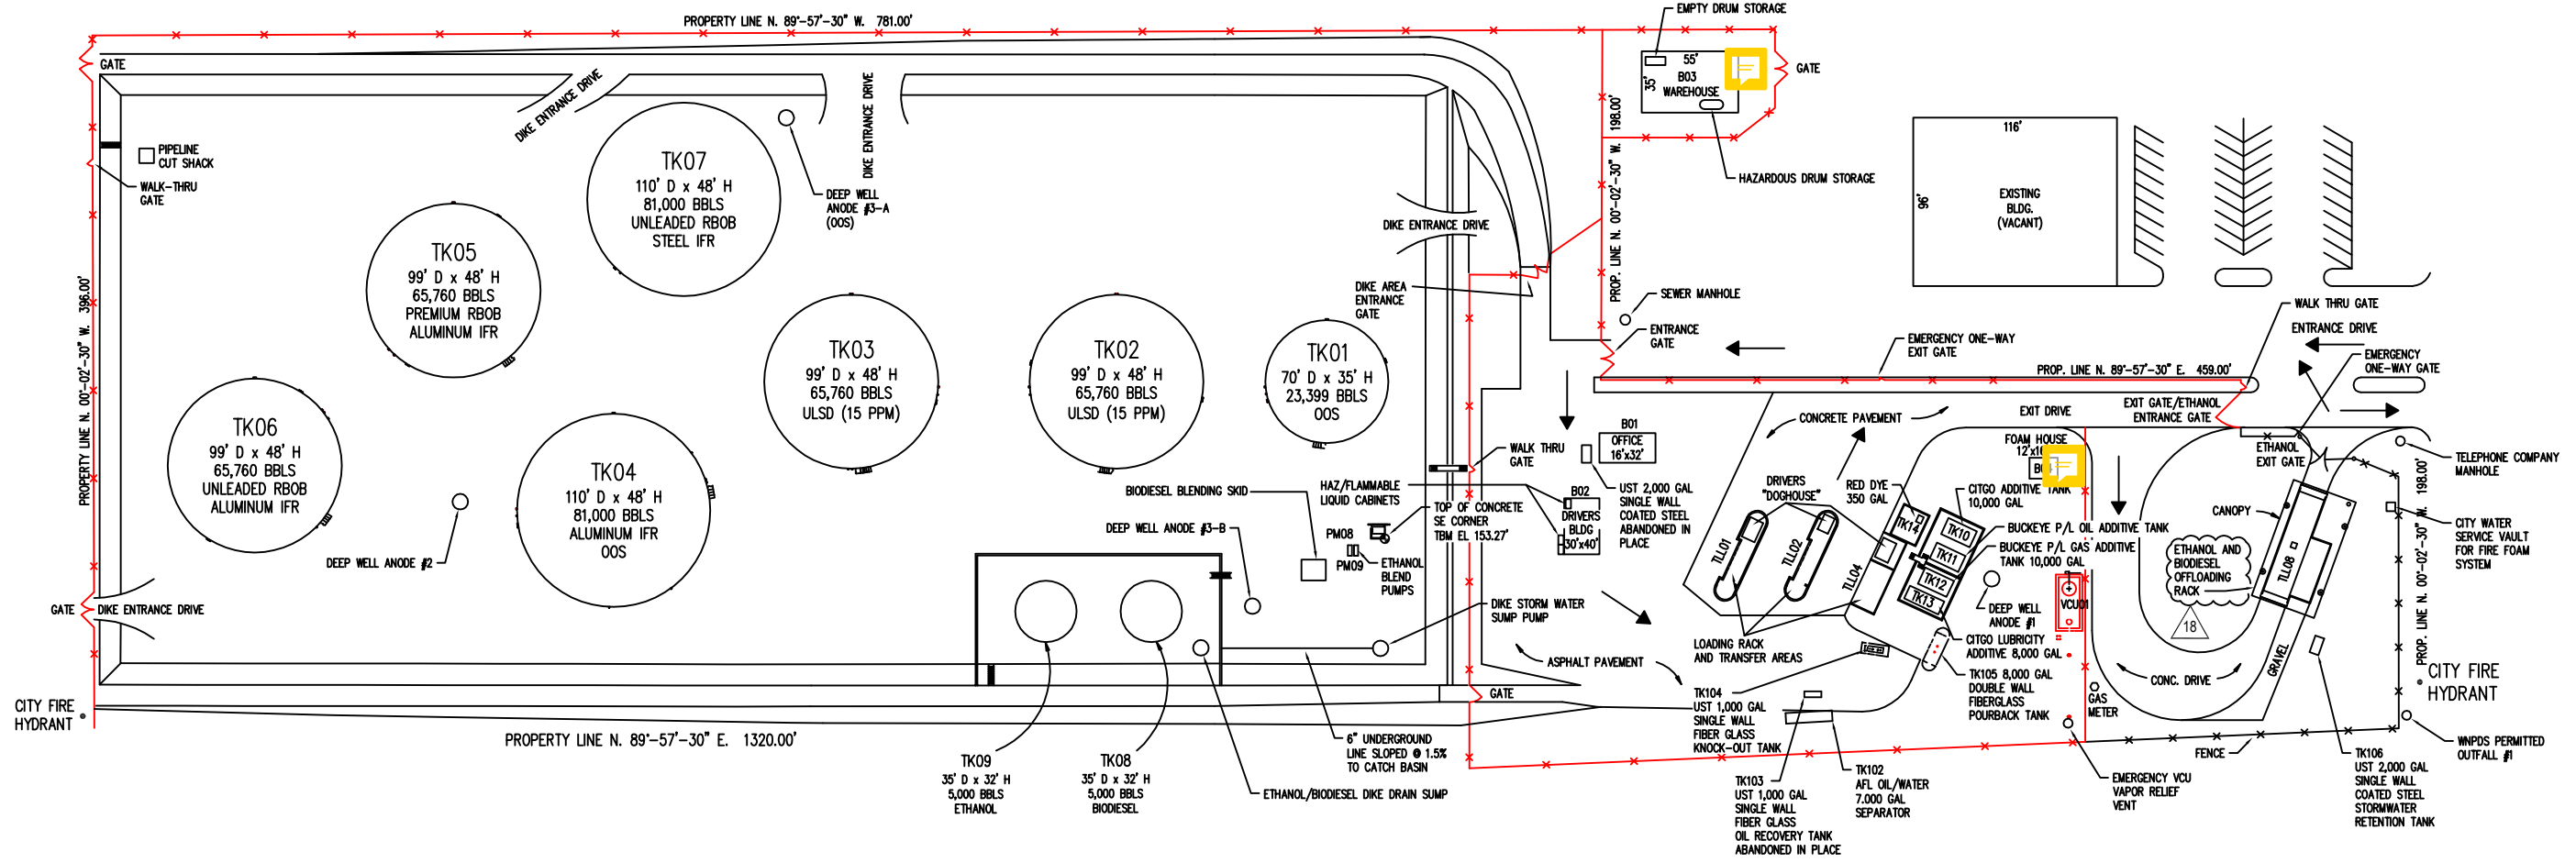 PROPERTY LINE N. 89°-57'-30" W. 781.00'
GATE
DIKE ENTRANCE DRIVE
DIKE ENTRANCE DRIVE
PIPELINE
CUT SHACK
WALK-THRU
GATE
PROPERTY LINE N. 00°-02'-30" W. 396.00'
TK07
110' D x 48' H
81,000 BBLS
UNLEADED RBOB
STEEL IFR
DEEP WELL
ANODE #3-A
(OOS)
TK05
99' D x 48' H
65,760 BBLS
PREMIUM RBOB
ALUMINUM IFR
TK03
99' D x 48' H
65,760 BBLS
ULSD (15 PPM)
TK02
99' D x 48' H
65,760 BBLS
ULSD (15 PPM)
TK01
70' D x 35' H
23,399 BBLS
OOS
TK06
99' D x 48' H
65,760 BBLS
UNLEADED RBOB
ALUMINUM IFR
TK04
110' D x 48' H
81,000 BBLS
ALUMINUM IFR
OOS
DEEP WELL ANODE #2
GATE
DIKE ENTRANCE DRIVE
CITY FIRE
HYDRANT
PROPERTY LINE N. 89°-57'-30" E. 1320.00'
BIODIESEL BLENDING SKID
DEEP WELL ANODE #3-B
PM08
PM09
ETHANOL
BLEND
PUMPS
TOP OF CONCRETE
SE CORNER
TBM EL 153.27'
HAZ/FLAMMABLE
LIQUID CABINETS
WALK THRU
GATE
DIKE STORM WATER
SUMP PUMP
TK09
35' D x 32' H
5,000 BBLS
ETHANOL
TK08
35' D x 32' H
5,000 BBLS
BIODIESEL
6" UNDERGROUND
LINE SLOPED @ 1.5%
TO CATCH BASIN
ETHANOL/BIODIESEL DIKE DRAIN SUMP
GATE
ASPHALT PAVEMENT
DIKE ENTRANCE DRIVE
DIKE AREA
ENTRANCE
GATE
EMPTY DRUM STORAGE
55'
35'
B03
WAREHOUSE
GATE
HAZARDOUS DRUM STORAGE
PROP. LINE N. 00°-02'-30" W. 198.00'
SEWER MANHOLE
ENTRANCE
GATE
EMERGENCY ONE-WAY
EXIT GATE
116'
96'
EXISTING
BLDG.
(VACANT)
WALK THRU GATE
ENTRANCE DRIVE
EMERGENCY
ONE-WAY GATE
PROP. LINE N. 89°-57'-30" E. 459.00'
CONCRETE PAVEMENT
EXIT DRIVE
EXIT GATE/ETHANOL
ENTRANCE GATE
B01
OFFICE
16'x32'
UST 2,000 GAL
SINGLE WALL
COATED STEEL
ABANDONED IN
PLACE
B02
DRIVERS
BLDG
30'x40'
DRIVERS
"DOGHOUSE"
RED DYE
350 GAL
TLL01
TLL02
TLL04
TK14
TK10
TK11
TK12
TK13
FOAM HOUSE
CITGO ADDITIVE TANK
10,000 GAL
BUCKEYE P/L OIL ADDITIVE TANK
BUCKEYE P/L GAS ADDITIVE
TANK 10,000 GAL
DEEP WELL
ANODE #1
CITGO LUBRICITY
ADDITIVE 8,000 GAL
TK105 8,000 GAL
DOUBLE WALL
FIBERGLASS
POURBACK TANK
LOADING RACK
AND TRANSFER AREAS
TK104
UST 1,000 GAL
SINGLE WALL
FIBER GLASS
KNOCK-OUT TANK
TK103
UST 1,000 GAL
SINGLE WALL
FIBER GLASS
OIL RECOVERY TANK
ABANDONED IN PLACE
TK102
AFL OIL/WATER
7.000 GAL
SEPARATOR
VCU01
GAS
METER
EMERGENCY VCU
VAPOR RELIEF
VENT
CONC. DRIVE
GRAVEL
FENCE
ETHANOL
EXIT GATE
CANOPY
TLL08
ETHANOL AND
BIODIESEL
OFFLOADING
RACK
18
TELEPHONE COMPANY
MANHOLE
CITY WATER
SERVICE VAULT
FOR FIRE FOAM
SYSTEM
PROP. LINE N. 00°-02'-30" W. 198.00'
CITY FIRE
HYDRANT
WNPDS PERMITTED
OUTFALL #1
TK106
UST 2,000 GAL
SINGLE WALL
COATED STEEL
STORMWATER
RETENTION TANK